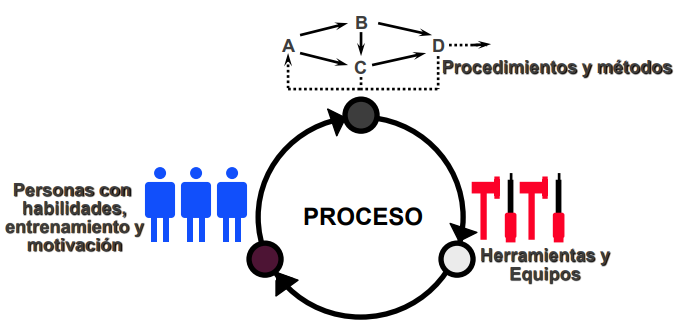 B
A
D
C
Procedimientos y métodos
Personas con
habilidades,
entrenamiento y
motivación
PROCESO
Herramientas y
Equipos